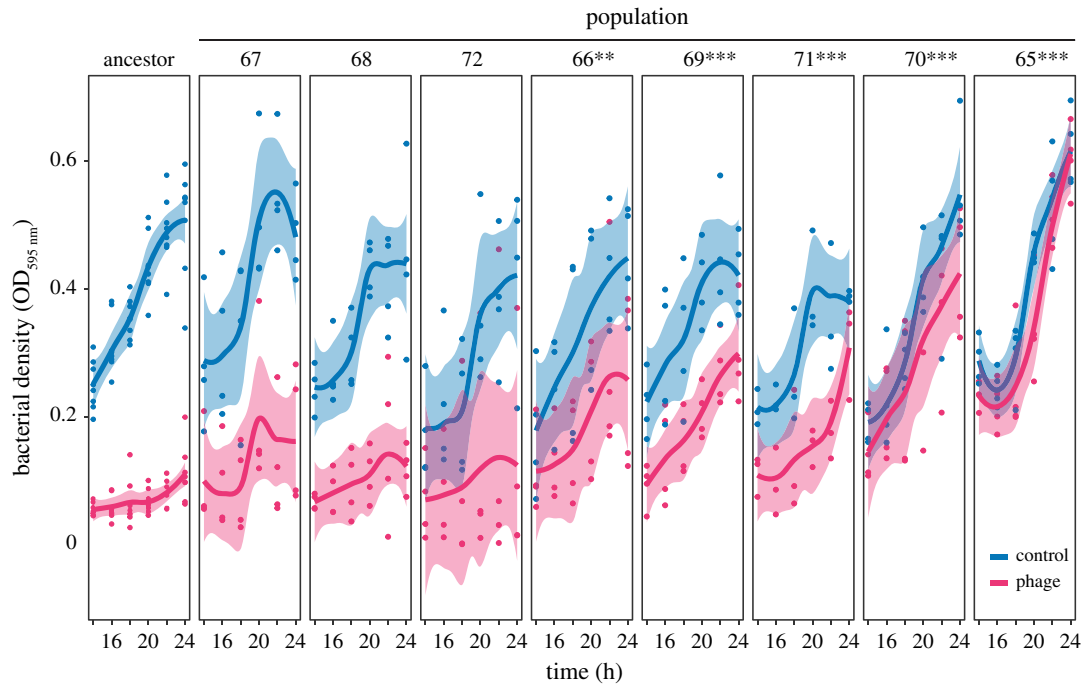 population
ancestor 67 68 72 66** 69*** 71*** 70*** 65***
bacterial density (OD595 nm)
0.6
0.4
0.2
0
control
phage
16 20 24 16 20 24 16 20 24 16 20 24 16 20 24 16 20 24 16 20 24 16 20 24 16 20 24
time (h)